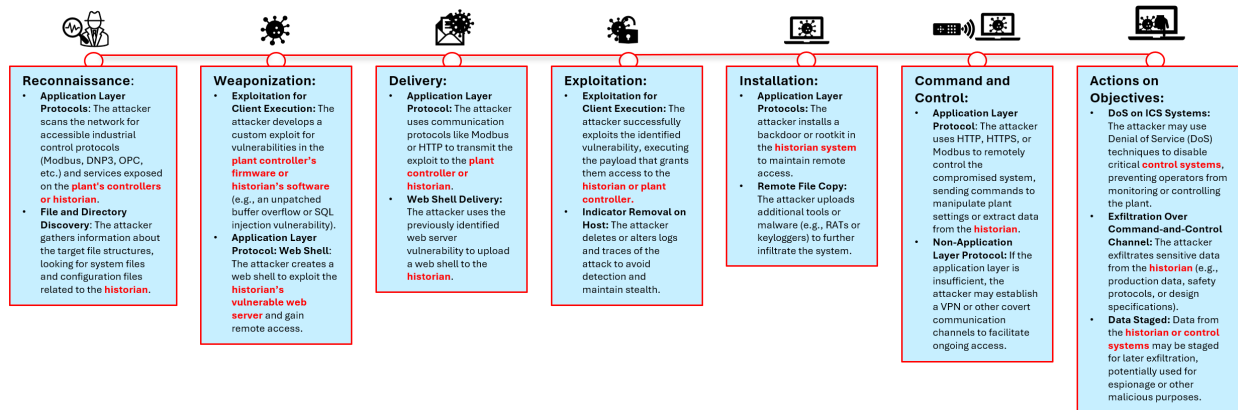 Reconnaissance:
• Application Layer
Protocols: The attacker
scans the network for
accessible industrial
control protocols
(Modbus, DNP3, OPC,
etc.) and services exposed
on the plant's controllers
or historian.
• File and Directory
Discovery: The attacker
gathers information about
the target file structures,
looking for system files
and configuration files
related to the historian.
Weaponization:
• Exploitation for
Client Execution: The
attacker develops a
custom exploit for
vulnerabilities in the
plant controller's
firmware or
historian's software
(e.g., an unpatched
buffer overflow or SQL
injection vulnerability).
• Application Layer
Protocol: Web Shell:
The attacker creates a
web shell to exploit the
historian's
vulnerable web
server and gain
remote access.
Delivery:
• Application Layer
Protocol: The attacker
uses communication
protocols like Modbus
or HTTP to transmit the
exploit to the plant
controller or
historian.
• Web Shell Delivery:
The attacker uses the
previously identified
web server
vulnerability to upload
a web shell to the
historian.
Exploitation:
• Exploitation for
Client Execution: The
attacker successfully
exploits the identified
vulnerability, executing
the payload that grants
them access to the
historian or plant
controller.
• Indicator Removal on
Host: The attacker
deletes or alters logs
and traces of the
attack to avoid
detection and
maintain stealth.
Installation:
• Application Layer
Protocols: The
attacker installs a
backdoor or rootkit in
the historian system
to maintain remote
access.
• Remote File Copy:
The attacker uploads
additional tools or
malware (e.g., RATs or
keyloggers) to further
infiltrate the system.
Command and
Control:
• Application Layer
Protocol: The attacker
uses HTTP, HTTPS, or
Modbus to remotely
control the
compromised system,
sending commands to
manipulate plant
settings or extract data
from the historian.
• Non-Application
Layer Protocol: If the
application layer is
insufficient, the
attacker may establish
a VPN or other covert
communication
channels to facilitate
ongoing access.
Actions on
Objectives:
• DoS on ICS Systems:
The attacker may use
Denial of Service (DoS)
techniques to disable
critical control systems,
preventing operators from
monitoring or controlling
the plant.
• Exfiltration Over
Command-and-Control
Channel: The attacker
exfiltrates sensitive data
from the historian (e.g.,
production data, safety
protocols, or design
specifications).
• Data Staged: Data from
the historian or control
systems may be staged
for later exfiltration,
potentially used for
espionage or other
malicious purposes.